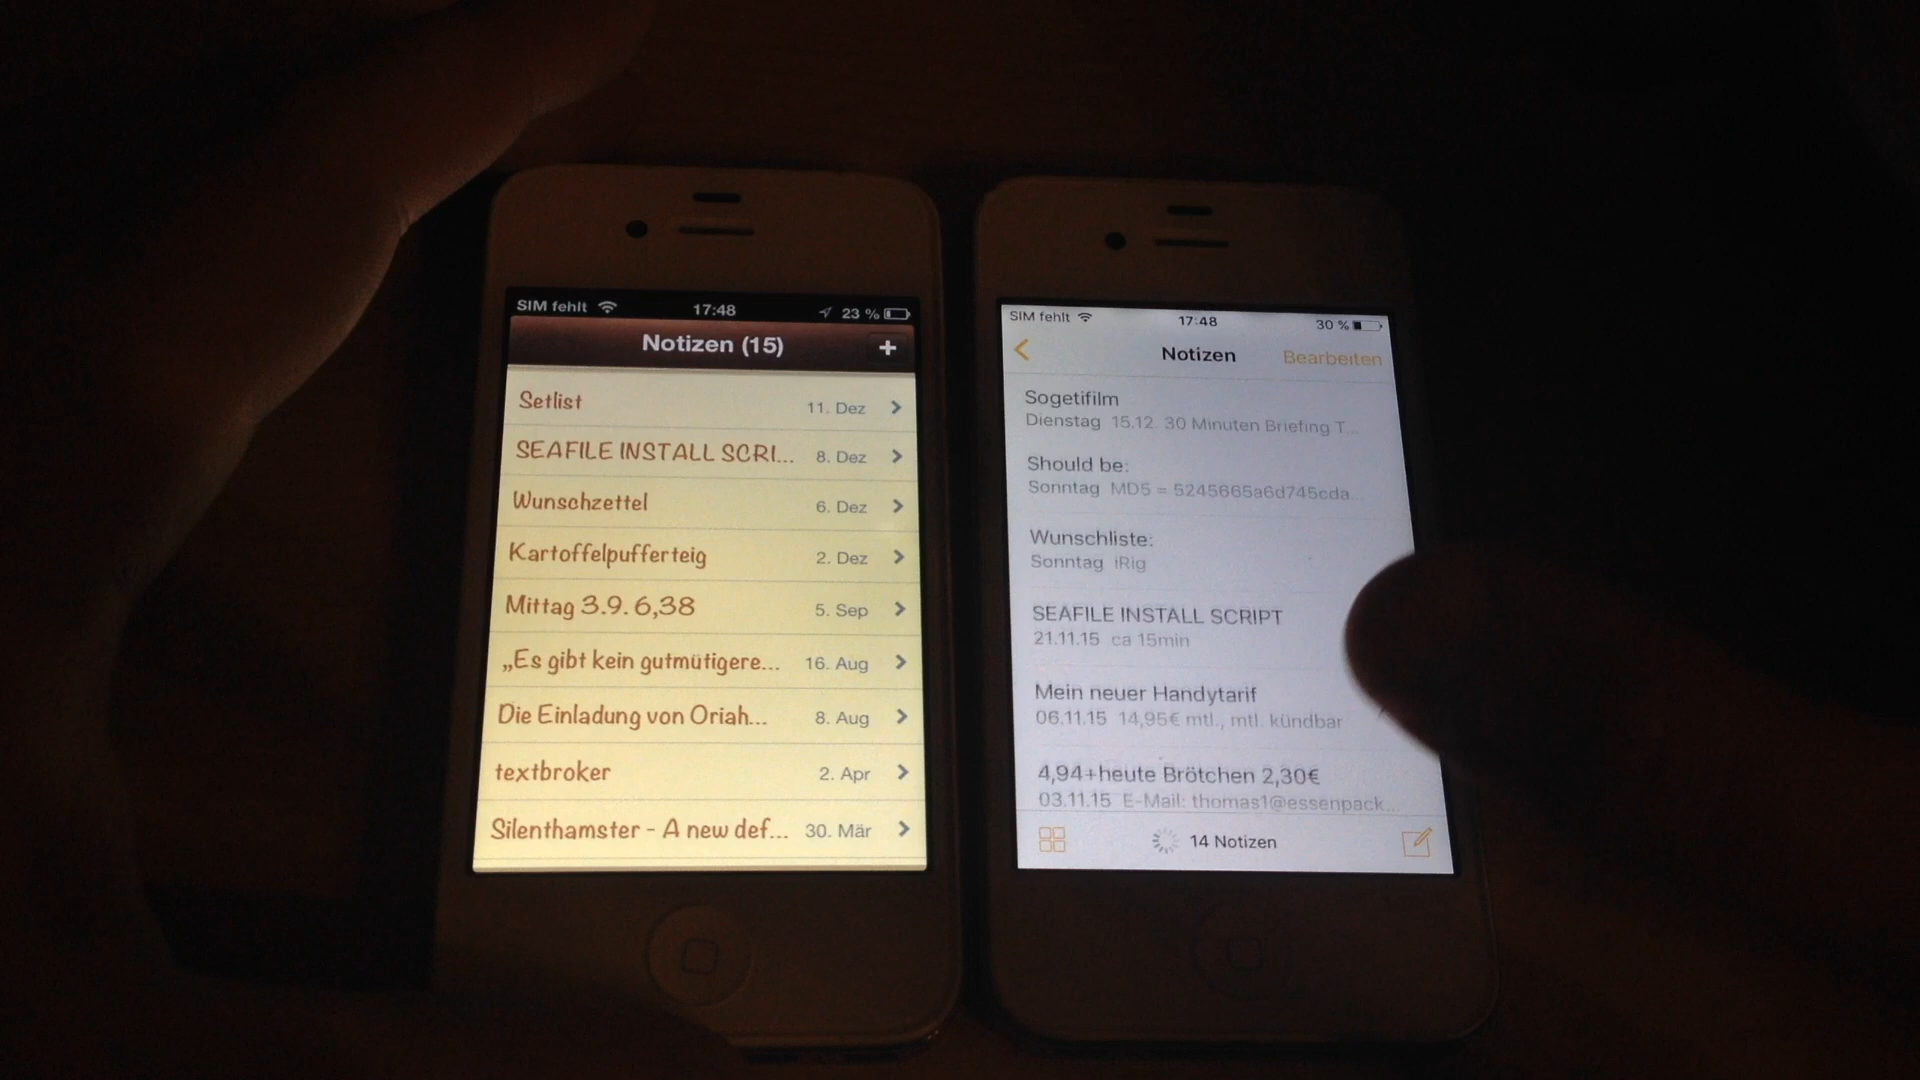 SIM fehlt 17:48 23 %
Notizen (15) +
Setlist 11. Dez
SEAFILE INSTALL SCRI... 8. Dez
Wunschzettel 6. Dez
Kartoffelpufferteig 2. Dez
Mittag 3.9. 6,38 5. Sep
„Es gibt kein gutmütigere... 16. Aug
Die Einladung von Oriah... 8. Aug
textbroker 2. Apr
Silenthamster - A new def... 30. Mär
SIM fehlt 17:48 30 %
Notizen Bearbeiten
Sogetifilm
Dienstag 15.12. 30 Minuten Briefing T...
Should be:
Sonntag MD5 = 5245665a6d745cda...
Wunschliste:
Sonntag iRig
SEAFILE INSTALL SCRIPT
21.11.15 ca 15min
Mein neuer Handytarif
06.11.15 14,95€ mtl., mtl. kündbar
4,94+heute Brötchen 2,30€
03.11.15 E-Mail: thomas1@essenpack...
14 Notizen